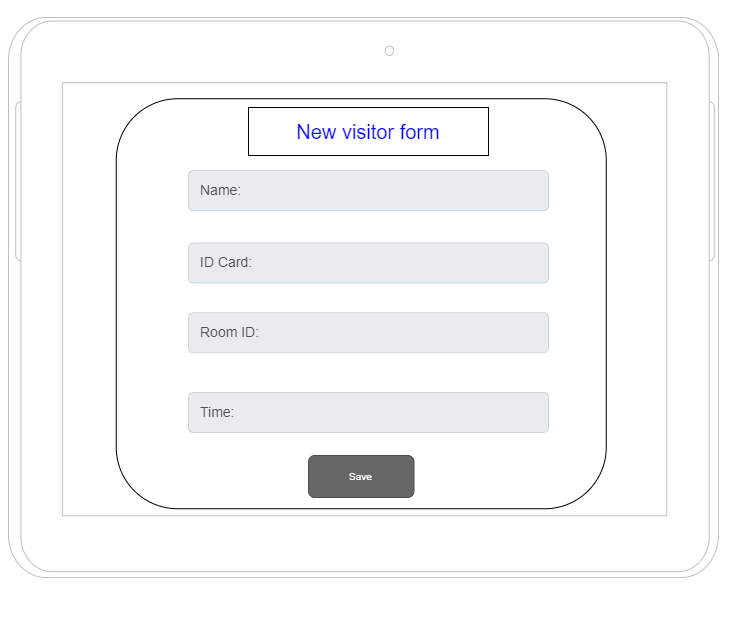 New visitor form
Name:
ID Card:
Room ID:
Time:
Save